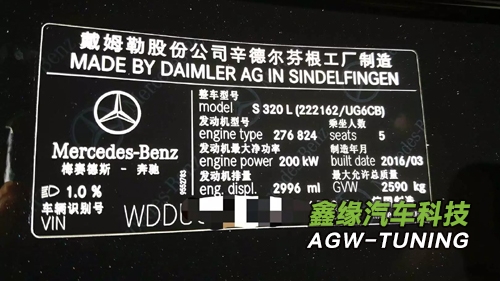 戴姆勒股份公司辛德尔芬根工厂制造
MADE BY DAIMLER AG IN SINDELFINGEN
Mercedes-Benz
梅赛德斯 - 奔驰
整车型号
model S 320 L (222162/UG6CB)
发动机型号 乘坐人数
engine type 276 824 seats 5
发动机最大净功率 制造年月
engine power 200 kW built date 2016/03
发动机排量 最大允许总质量
eng. displ. 2996 ml GVW 2590 kg
1.0 %
车辆识别号
VIN WDDU
鑫缘汽车科技
AGW-TUNING